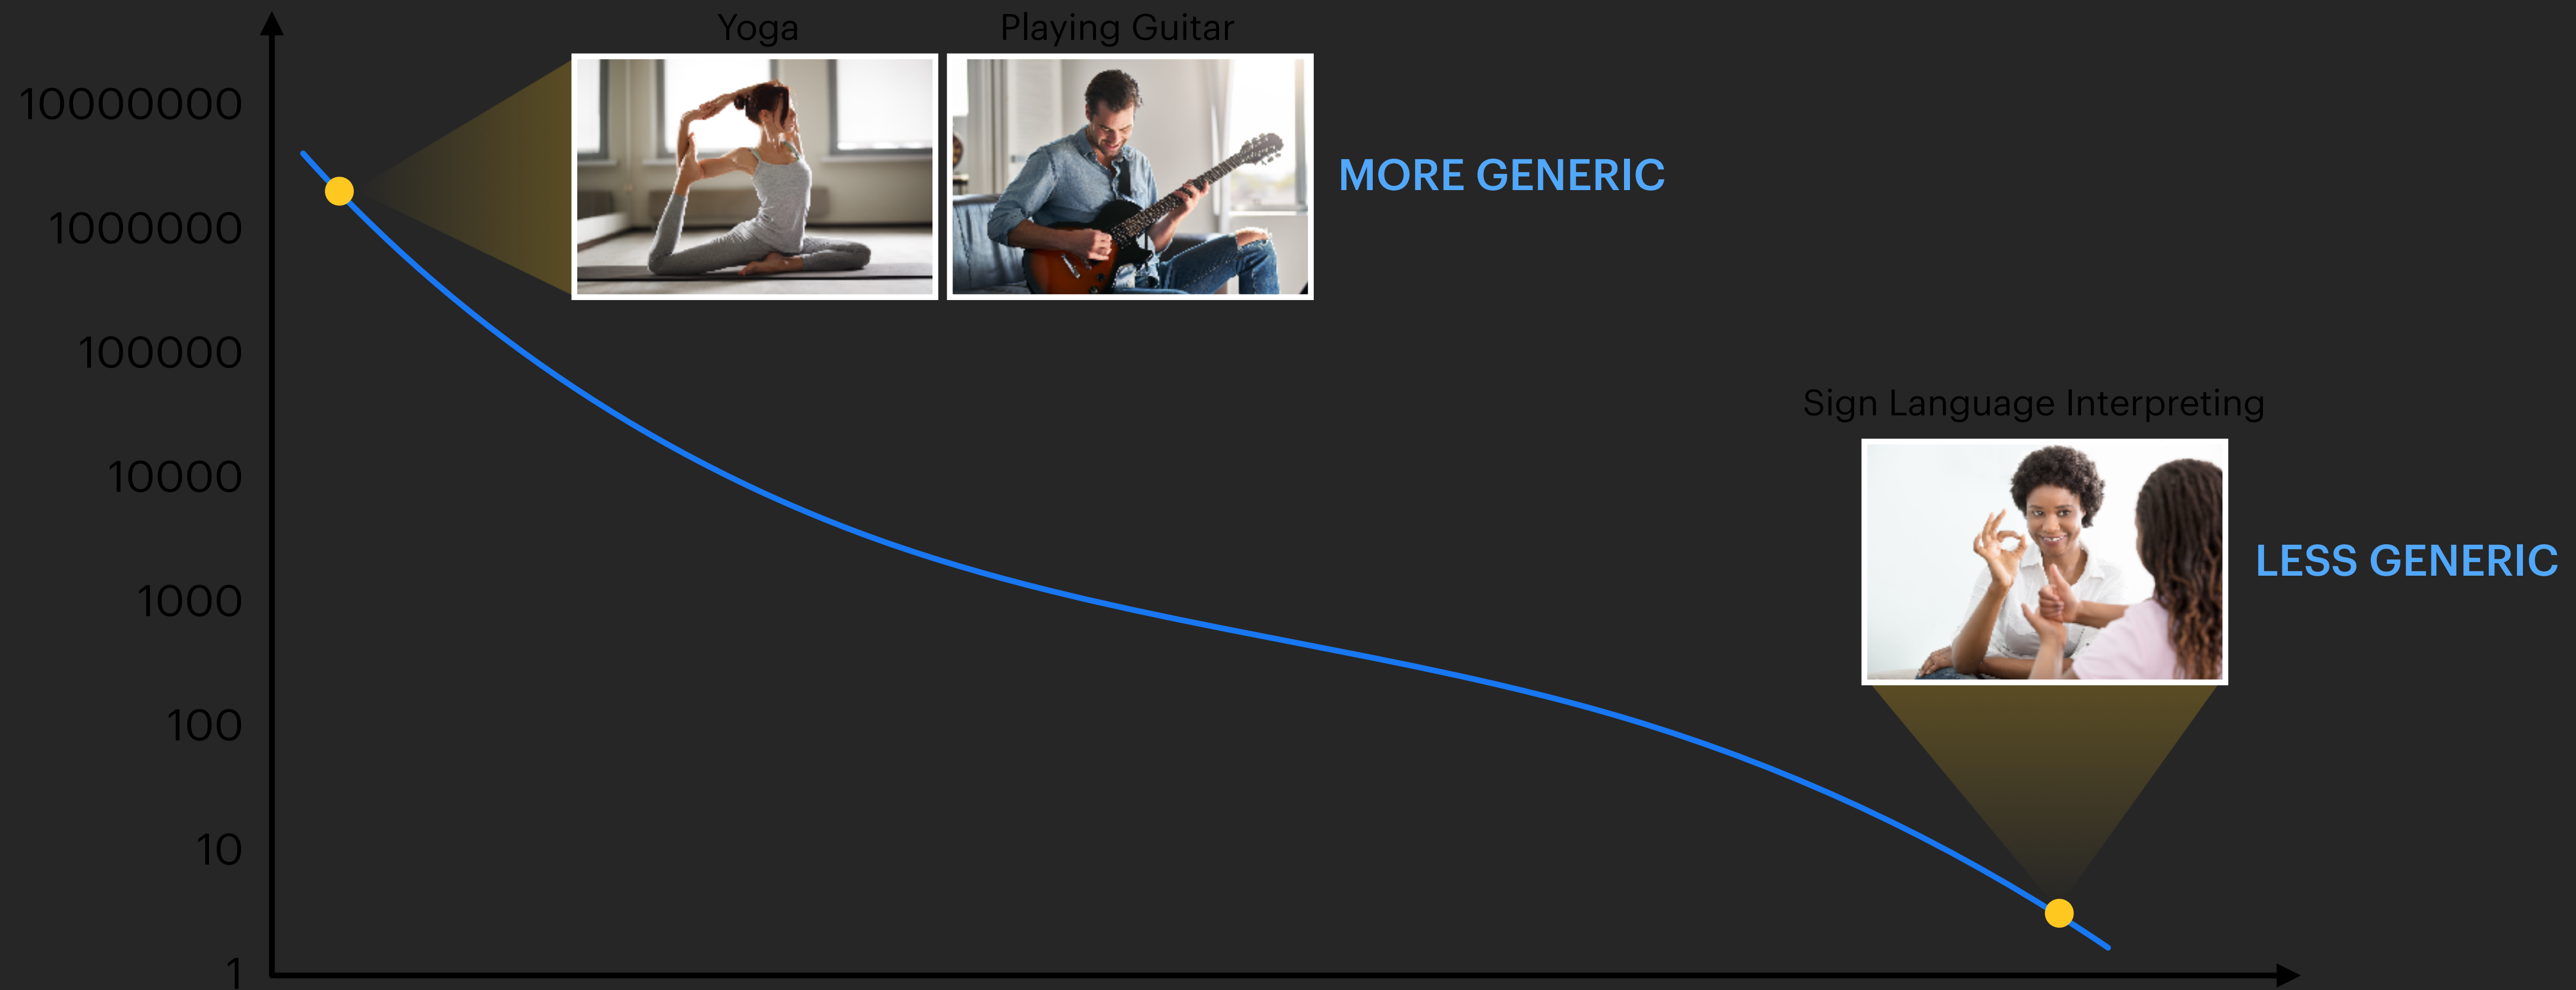 Yoga
Playing Guitar
10000000
MORE GENERIC
1000000
100000
Sign Language Interpreting
10000
LESS GENERIC
1000
100
10
1